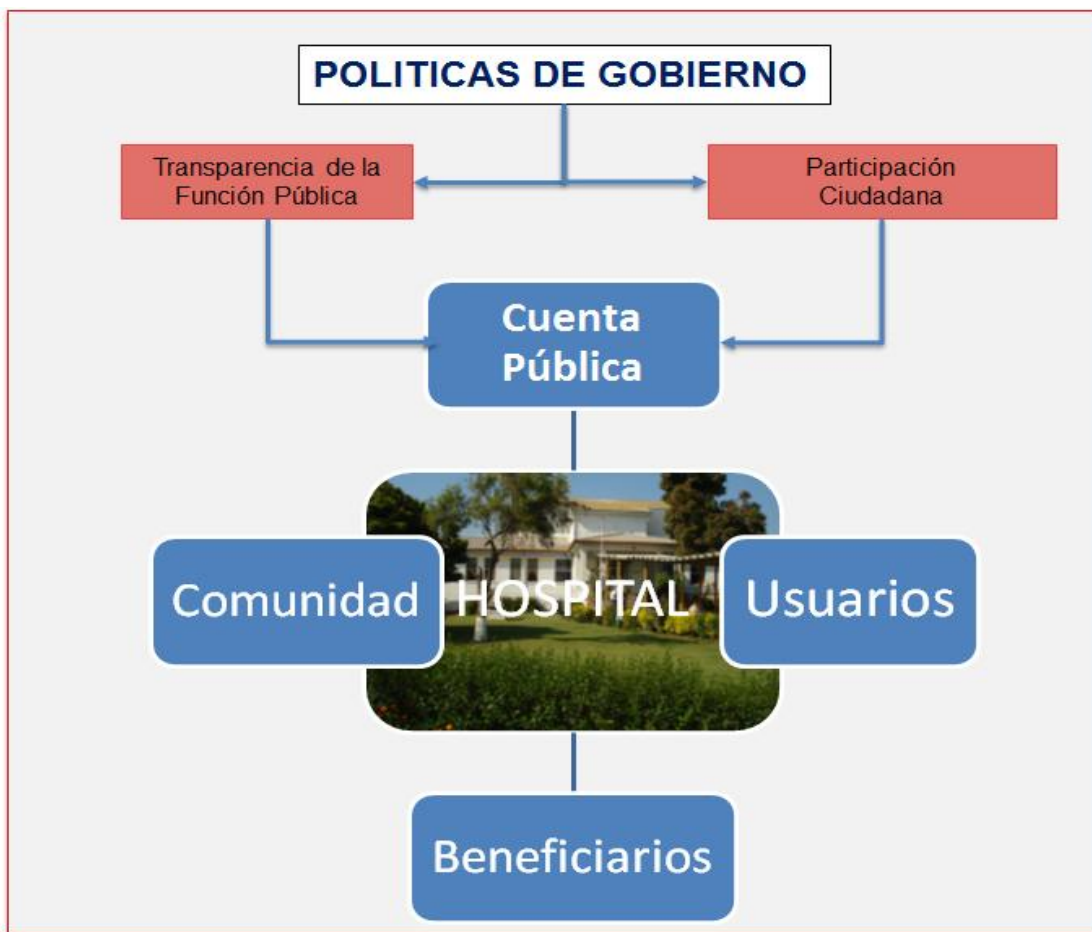 POLITICAS DE GOBIERNO
Transparencia de la
Función Pública
Participación
Ciudadana
Cuenta
Pública
Comunidad
HOSPITAL
Usuarios
Beneficiarios